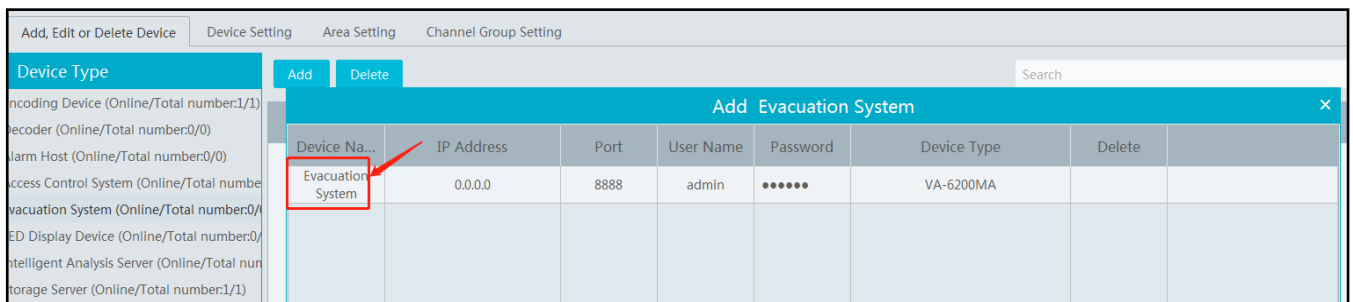 Add, Edit or Delete Device Device Setting Area Setting Channel Group Setting
Device Type
Add Delete Search
ncoding Device (Online/Total number:1/1)
ecoder (Online/Total number:0/0)
larm Host (Online/Total number:0/0)
ccess Control System (Online/Total numbe
vacuation System (Online/Total number:0/
ED Display Device (Online/Total number:0/
ntelligent Analysis Server (Online/Total num
torage Server (Online/Total number:1/1)
Add Evacuation System ×
Device Na... IP Address Port User Name Password Device Type Delete
Evacuation
System
0.0.0.0 8888 admin ●●●●●● VA-6200MA